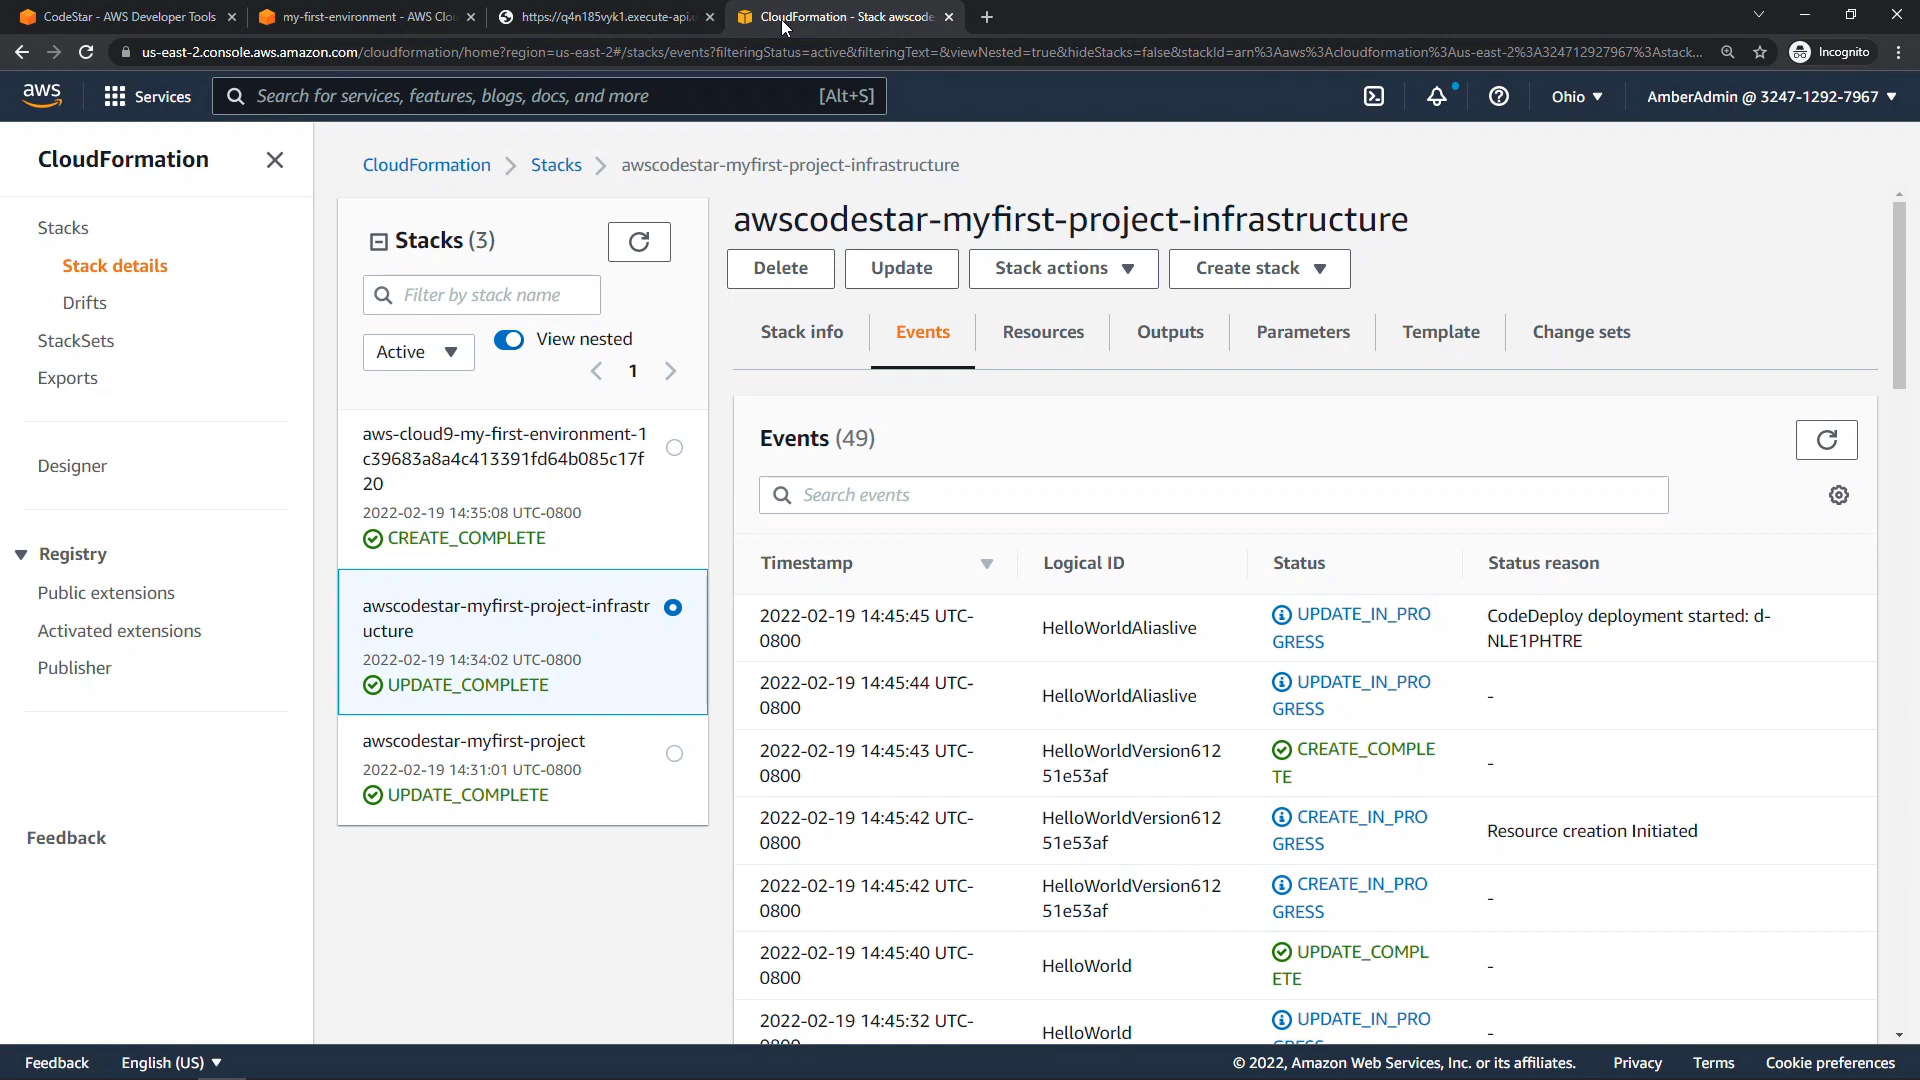 CodeStar - AWS Developer Tools
my-first-environment - AWS Clo
https://q4n185vyk1.execute-api.u
CloudFormation - Stack awscode
us-east-2.console.aws.amazon.com/cloudformation/home?region=us-east-2#/stacks/events?filteringStatus=active&filteringText=&viewNested=true&hideStacks=false&stackId=arn%3Aaws%3Acloudformation%3Aus-east-2%3A324712927967%3Astack...
Incognito
aws
Services
Search for services, features, blogs, docs, and more
[Alt+S]
Ohio
AmberAdmin @ 3247-1292-7967
CloudFormation
Stacks
Stack details
Drifts
StackSets
Exports
Designer
Registry
Public extensions
Activated extensions
Publisher
Feedback
CloudFormation
Stacks
awscodestar-myfirst-project-infrastructure
Stacks (3)
Filter by stack name
Active
View nested
1
aws-cloud9-my-first-environment-1
c39683a8a4c413391fd64b085c17f
20
2022-02-19 14:35:08 UTC-0800
CREATE_COMPLETE
awscodestar-myfirst-project-infrastr
ucture
2022-02-19 14:34:02 UTC-0800
UPDATE_COMPLETE
awscodestar-myfirst-project
2022-02-19 14:31:01 UTC-0800
UPDATE_COMPLETE
awscodestar-myfirst-project-infrastructure
Delete
Update
Stack actions
Create stack
Stack info
Events
Resources
Outputs
Parameters
Template
Change sets
Events (49)
Search events
Timestamp
Logical ID
Status
Status reason
2022-02-19 14:45:45 UTC-
0800
HelloWorldAliaslive
UPDATE_IN_PRO
GRESS
CodeDeploy deployment started: d-
NLE1PHTRE
2022-02-19 14:45:44 UTC-
0800
HelloWorldAliaslive
UPDATE_IN_PRO
GRESS
-
2022-02-19 14:45:43 UTC-
0800
HelloWorldVersion612
51e53af
CREATE_COMPLE
TE
-
2022-02-19 14:45:42 UTC-
0800
HelloWorldVersion612
51e53af
CREATE_IN_PRO
GRESS
Resource creation Initiated
2022-02-19 14:45:42 UTC-
0800
HelloWorldVersion612
51e53af
CREATE_IN_PRO
GRESS
-
2022-02-19 14:45:40 UTC-
0800
HelloWorld
UPDATE_COMPL
ETE
-
2022-02-19 14:45:32 UTC-
0800
HelloWorld
UPDATE_IN_PRO
GRESS
-
Feedback
English (US)
© 2022, Amazon Web Services, Inc. or its affiliates.
Privacy
Terms
Cookie preferences